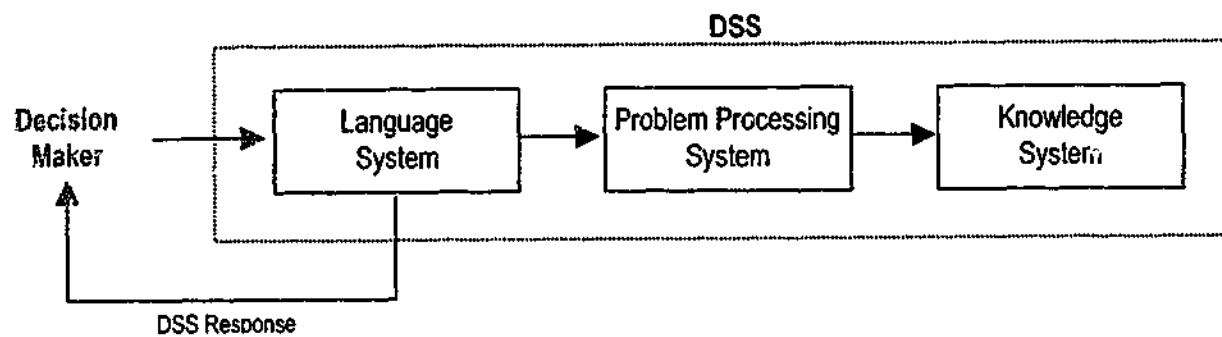 DSS
Decision
Maker
Language
System
Problem Processing
System
Knowledge
System
DSS Response